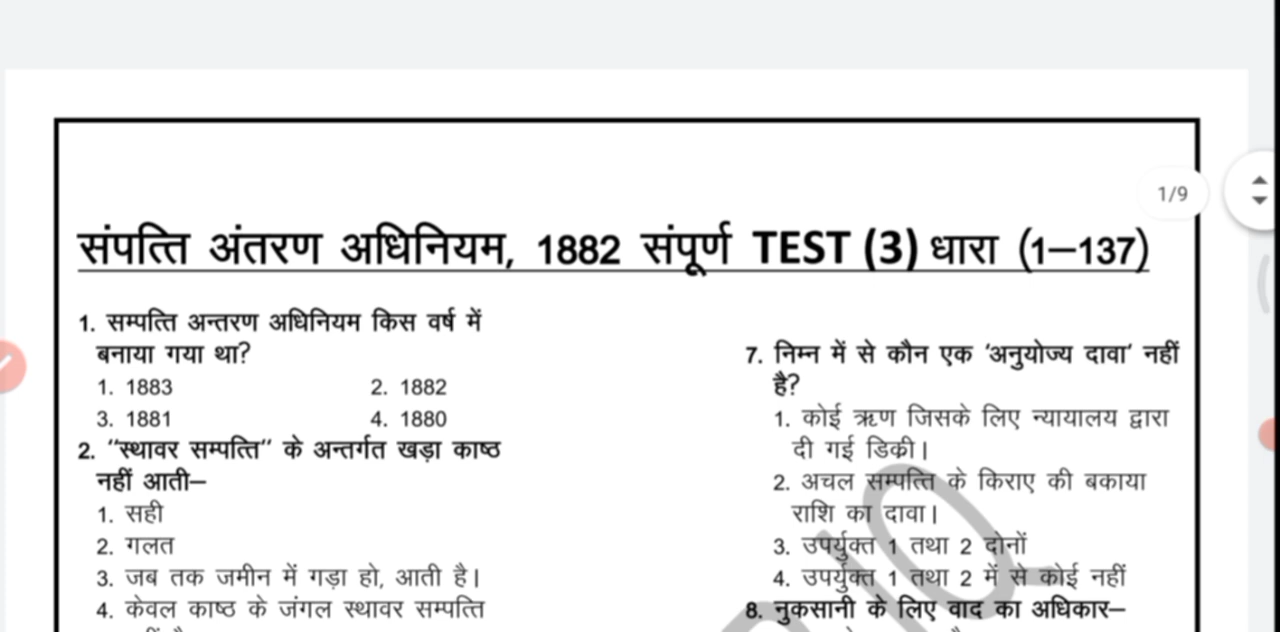 1/9
संपत्ति अंतरण अधिनियम, 1882 संपूर्ण TEST (3) धारा (1–137)
1. सम्पत्ति अन्तरण अधिनियम किस वर्ष में
बनाया गया था?
1. 1883 2. 1882
3. 1881 4. 1880
2. "स्थावर सम्पत्ति" के अन्तर्गत खड़ा काष्ठ
नहीं आती–
1. सही
2. गलत
3. जब तक जमीन में गड़ा हो, आती है।
4. केवल काष्ठ के जंगल स्थावर सम्पत्ति
7. निम्न में से कौन एक 'अनुयोज्य दावा' नहीं
है?
1. कोई ऋण जिसके लिए न्यायालय द्वारा
दी गई डिक्री।
2. अचल सम्पत्ति के किराए की बकाया
राशि का दावा।
3. उपर्युक्त 1 तथा 2 दोनों
4. उपर्युक्त 1 तथा 2 में से कोई नहीं
8. नुकसानी के लिए वाद का अधिकार–